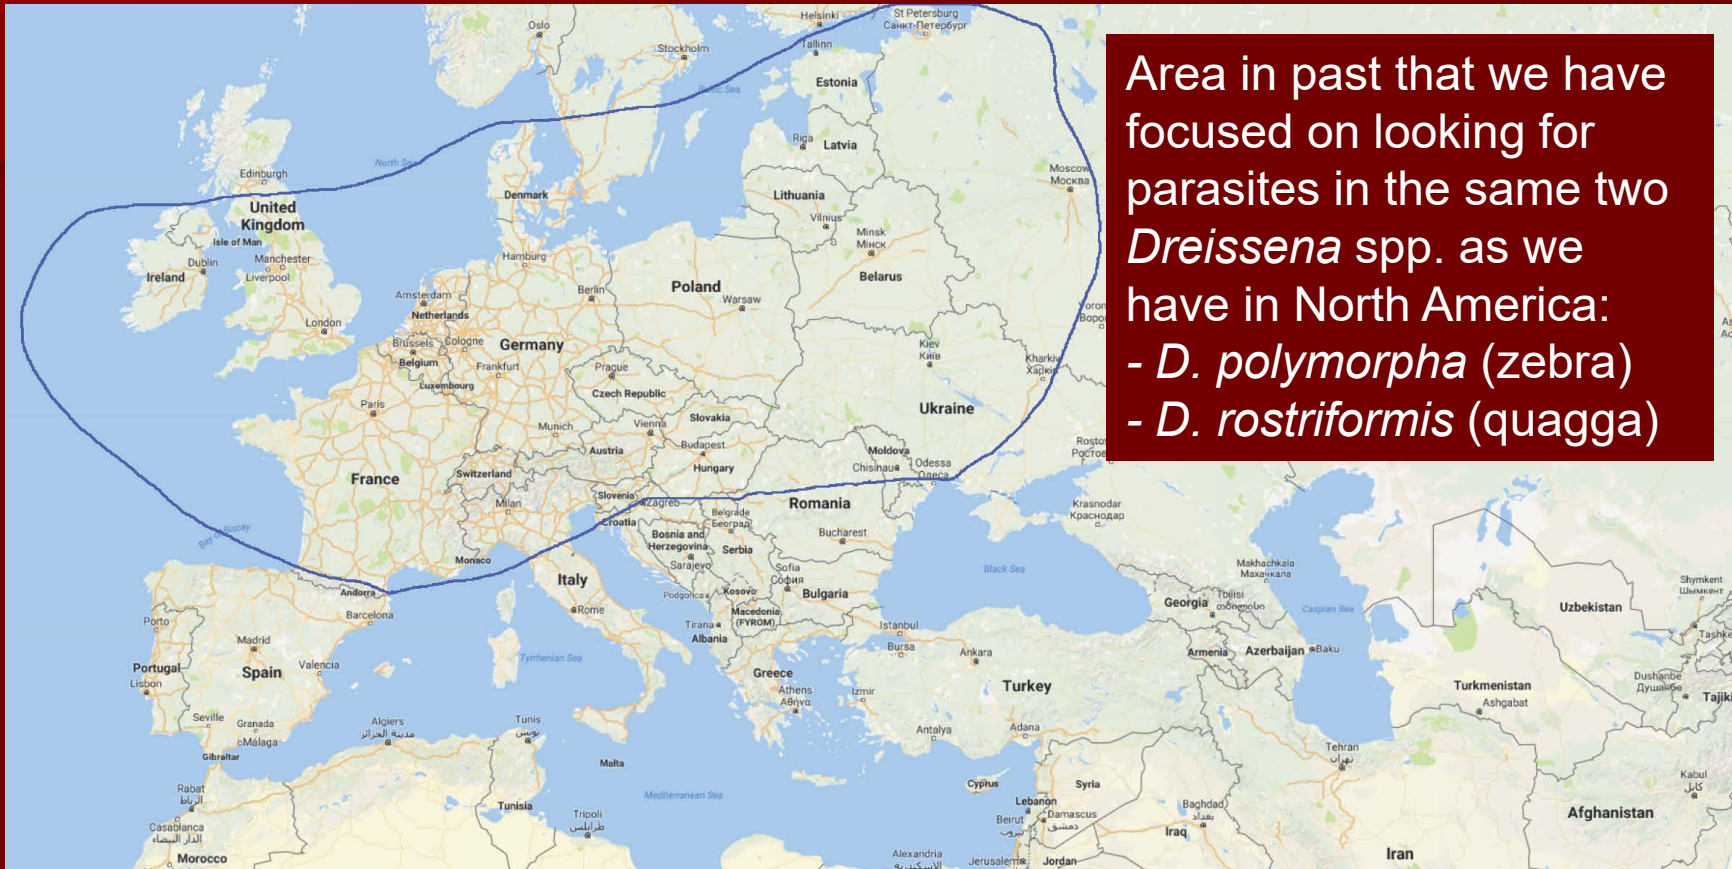 Area in past that we have
focused on looking for
parasites in the same two
Dreissena spp. as we
have in North America:
- D. polymorpha (zebra)
- D. rostriformis (quagga)
Helsinki
St Petersburg
Санкт-Петербург
Oslo
Stockholm
Tallinn
Estonia
Baltic Sea
Riga
Latvia
North Sea
Moscow
Москва
Edinburgh
Denmark
Lithuania
United
Kingdom
Vilnius
Isle of Man
Minsk
Мінск
Dublin
Manchester
Hamburg
Ireland
Liverpool
Belarus
Poland
Berlin
Amsterdam
Warsaw
Netherlands
London
Brussels
Cologne
Germany
Kiev
Київ
Belgium
Frankfurt
Prague
Kharkiv
Харків
Luxembourg
Czech Republic
Paris
Ukraine
Slovakia
Munich
Vienna
Budapest
Austria
Moldova
Hungary
Chisinau
Odessa
Одеса
France
Switzerland
Slovenia
Zagreb
Romania
Milan
Krasnodar
Краснодар
Belgrade
Београд
Croatia
Bay of Biscay
Bosnia and
Herzegovina
Bucharest
Serbia
Monaco
Sarajevo
Black Sea
Makhachkala
Махачкала
Sofia
София
Italy
Andorra
Kosovo
Bulgaria
Podgorica
Georgia
Tbilisi
თბილისი
Caspian Sea
Shymkent
Шымкент
Uzbekistan
Barcelona
Rome
Macedonia
(FYROM)
Porto
Tirana
Istanbul
Albania
Madrid
Bursa
Ankara
Armenia
Azerbaijan
Baku
Tyrrhenian Sea
Portugal
Spain
Valencia
Greece
Dushanbe
Душанбе
Lisbon
Turkey
Turkmenistan
Athens
Αθήνα
Izmir
Ashgabat
Seville
Granada
Málaga
Algiers
مدينة الجزائر
Tunis
تونس
Antalya
Adana
Gibraltar
Tehran
تهران
Malta
Kabul
کابل
Rabat
الرباط
Cyprus
Syria
Mediterranean Sea
Lebanon
Tunisia
Beirut
بيروت
Damascus
دمشق
Baghdad
بغداد
Afghanistan
Tripoli
طرابلس
Casablanca
الدار البيضاء
Iraq
Iran
Morocco
Alexandria
الإسكندرية
Jerusalem
Jordan